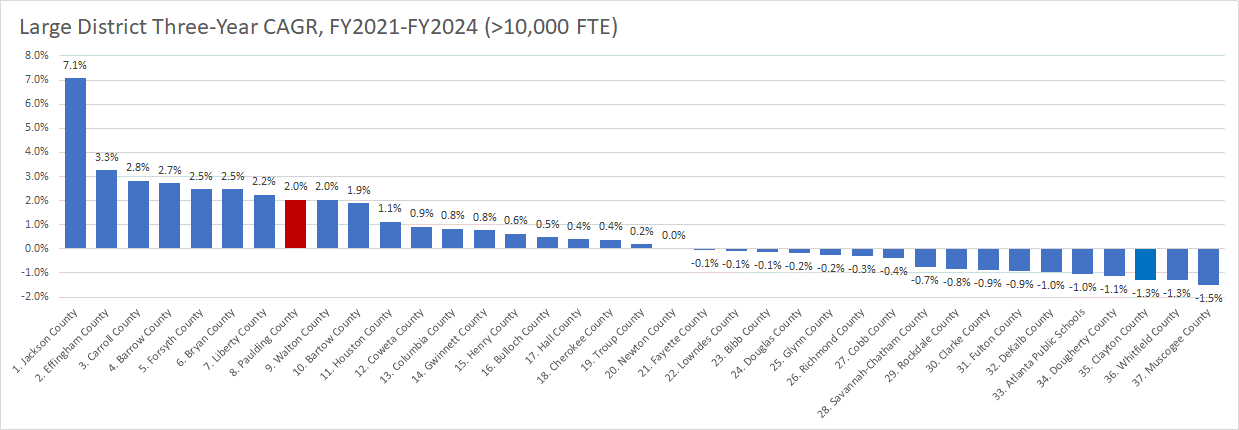 Large District Three-Year CAGR, FY2021-FY2024 (>10,000 FTE)
8.0%
7.0%
6.0%
5.0%
4.0%
3.0%
2.0%
1.0%
0.0%
-1.0%
-2.0%
7.1%
3.3%
2.8%
2.7%
2.5%
2.5%
2.2%
2.0%
2.0%
1.9%
1.1%
0.9%
0.8%
0.8%
0.6%
0.5%
0.4%
0.4%
0.2%
0.0%
-0.1%
-0.1%
-0.1%
-0.2%
-0.2%
-0.3%
-0.4%
-0.7%
-0.8%
-0.9%
-0.9%
-1.0%
-1.0%
-1.1%
-1.3%
-1.3%
-1.5%
1. Jackson County
2. Effingham County
3. Carroll County
4. Barrow County
5. Forsyth County
6. Bryan County
7. Liberty County
8. Paulding County
9. Walton County
10. Bartow County
11. Houston County
12. Coweta County
13. Columbia County
14. Gwinnett County
15. Henry County
16. Bulloch County
17. Hall County
18. Cherokee County
19. Troup County
20. Newton County
21. Fayette County
22. Lowndes County
23. Bibb County
24. Douglas County
25. Glynn County
26. Richmond County
27. Cobb County
28. Savannah-Chatham County
29. Rockdale County
30. Clarke County
31. Fulton County
32. DeKalb County
33. Atlanta Public Schools
34. Dougherty County
35. Clayton County
36. Whitfield County
37. Muscogee County